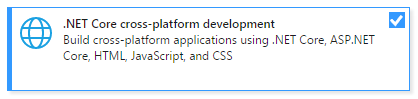 .NET Core cross-platform development
Build cross-platform applications using .NET Core, ASP.NET
Core, HTML, JavaScript, and CSS